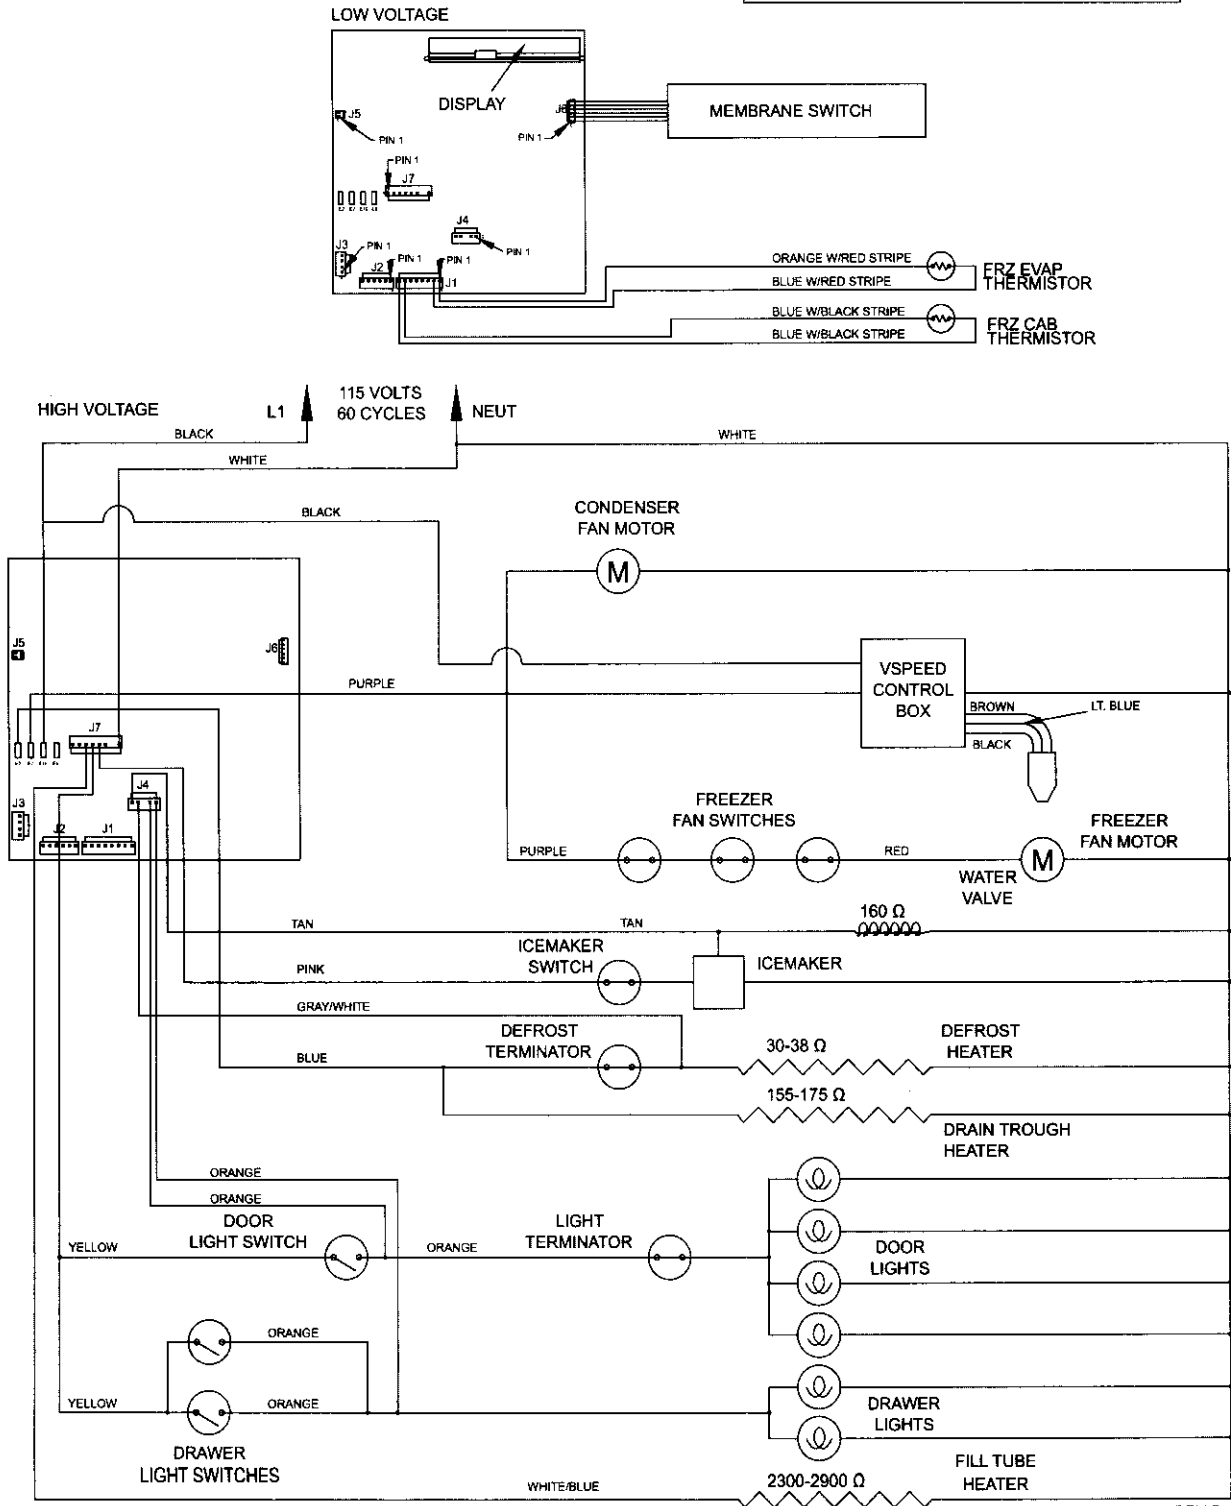 LOW VOLTAGE
DISPLAY
J5
PIN 1
J6
PIN 1
MEMBRANE SWITCH
PIN 1
J7
J4
PIN 1
J3
PIN 1
J2
PIN 1
PIN 1
J1
ORANGE W/RED STRIPE
BLUE W/RED STRIPE
FRZ EVAP
THERMISTOR
BLUE W/BLACK STRIPE
BLUE W/BLACK STRIPE
FRZ CAB
THERMISTOR
HIGH VOLTAGE
L1
115 VOLTS
60 CYCLES
NEUT
BLACK
WHITE
WHITE
BLACK
CONDENSER
FAN MOTOR
M
J5
J6
PURPLE
VSPEED
CONTROL
BOX
BROWN
LT. BLUE
BLACK
J7
J4
J3
J2
J1
FREEZER
FAN SWITCHES
FREEZER
FAN MOTOR
PURPLE
RED
M
WATER
VALVE
TAN
TAN
160 Ω
ICEMAKER
SWITCH
ICEMAKER
PINK
GRAY/WHITE
DEFROST
TERMINATOR
30-38 Ω
DEFROST
HEATER
BLUE
155-175 Ω
DRAIN TROUGH
HEATER
ORANGE
ORANGE
DOOR
LIGHT SWITCH
LIGHT
TERMINATOR
YELLOW
ORANGE
DOOR
LIGHTS
ORANGE
YELLOW
ORANGE
DRAWER
LIGHTS
DRAWER
LIGHT SWITCHES
WHITE/BLUE
2300-2900 Ω
FILL TUBE
HEATER